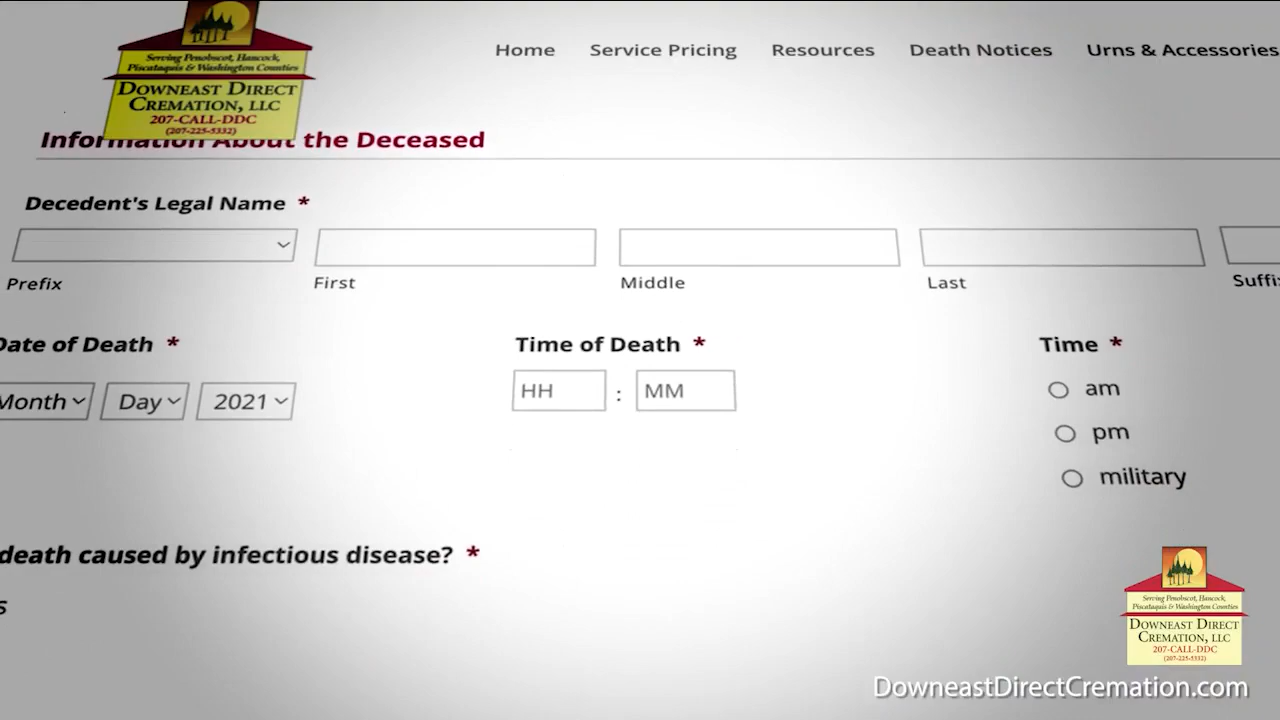 Serving Penobscot, Hancock,
Piscataquis & Washington Counties
DOWNEAST DIRECT
CREMATION, LLC
207-CALL-DDC
(207-225-5332)
Home Service Pricing Resources Death Notices Urns & Accessories
Information About the Deceased
Decedent's Legal Name *
Prefix First Middle Last Suffi
Date of Death * Time of Death * Time *
Month Day 2021 HH : MM am
pm
military
death caused by infectious disease? *
s
Serving Penobscot, Hancock,
Piscataquis & Washington Counties
DOWNEAST DIRECT
CREMATION, LLC
207-CALL-DDC
(207-225-5332)
DowneastDirectCremation.com